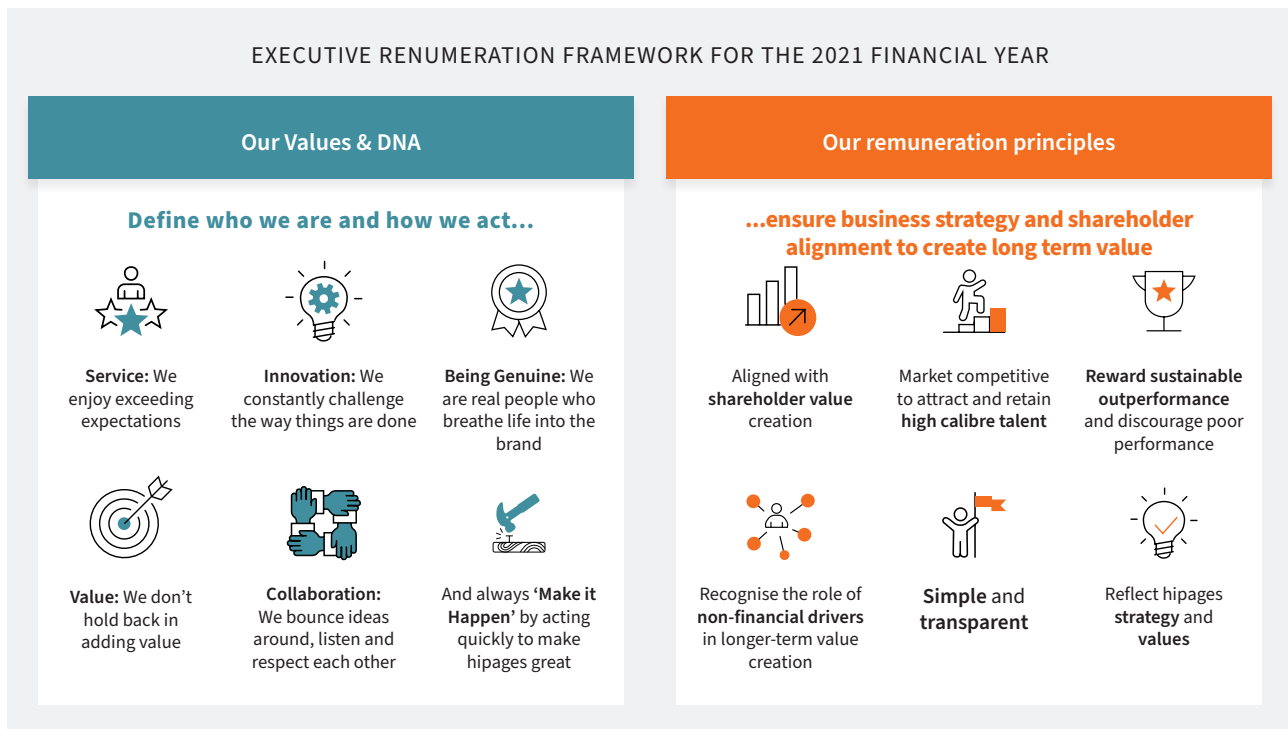 EXECUTIVE RENUMERATION FRAMEWORK FOR THE 2021 FINANCIAL YEAR
Our Values & DNA
Define who we are and how we act...
Service: We
enjoy exceeding
expectations
Innovation: We
constantly challenge
the way things are done
Being Genuine: We
are real people who
breathe life into the
brand
Value: We don’t
hold back in
adding value
Collaboration:
We bounce ideas
around, listen and
respect each other
And always ‘Make it
Happen’ by acting
quickly to make
hipages great
Our remuneration principles
...ensure business strategy and shareholder
alignment to create long term value
Aligned with
shareholder value
creation
Market competitive
to attract and retain
high calibre talent
Reward sustainable
outperformance
and discourage poor
performance
Recognise the role of
non-financial drivers
in longer-term value
creation
Simple and
transparent
Reflect hipages
strategy and
values